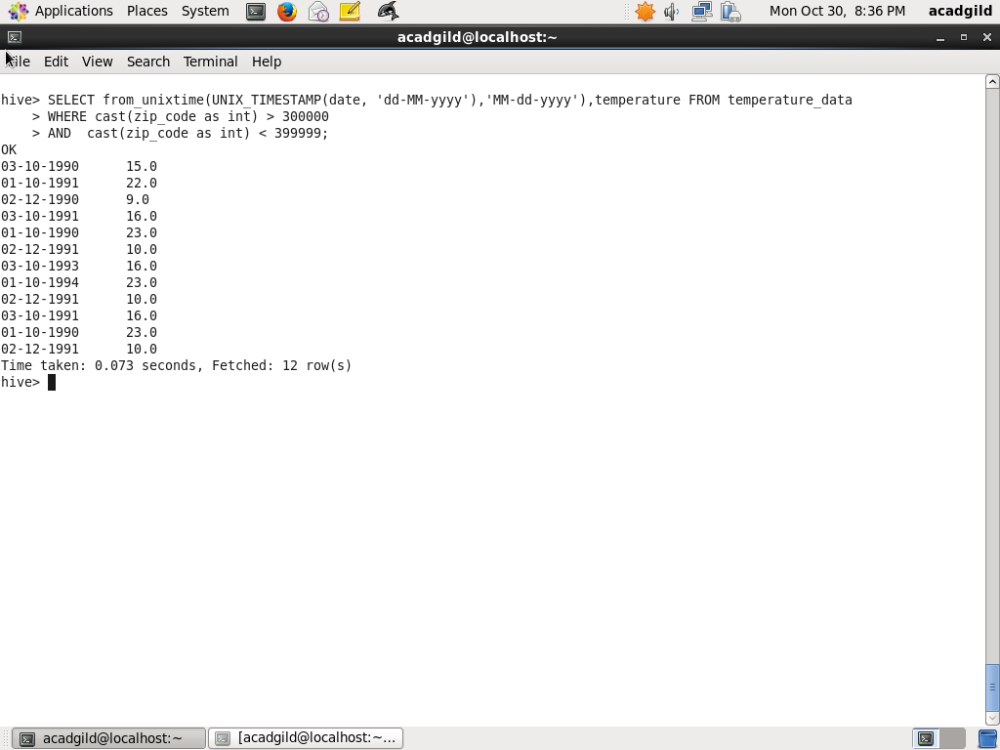 Applications Places System Mon Oct 30, 8:36 PM acadgild
acadgild@localhost:~
File Edit View Search Terminal Help
hive> SELECT from_unixtime(UNIX_TIMESTAMP(date, 'dd-MM-yyyy'),'MM-dd-yyyy'),temperature FROM temperature_data
    > WHERE cast(zip_code as int) > 300000
    > AND  cast(zip_code as int) < 399999;
OK
03-10-1990      15.0
01-10-1991      22.0
02-12-1990      9.0
03-10-1991      16.0
01-10-1990      23.0
02-12-1991      10.0
03-10-1993      16.0
01-10-1994      23.0
02-12-1991      10.0
03-10-1991      16.0
01-10-1990      23.0
02-12-1991      10.0
Time taken: 0.073 seconds, Fetched: 12 row(s)
hive>
acadgild@localhost:~ [acadgild@localhost:~...